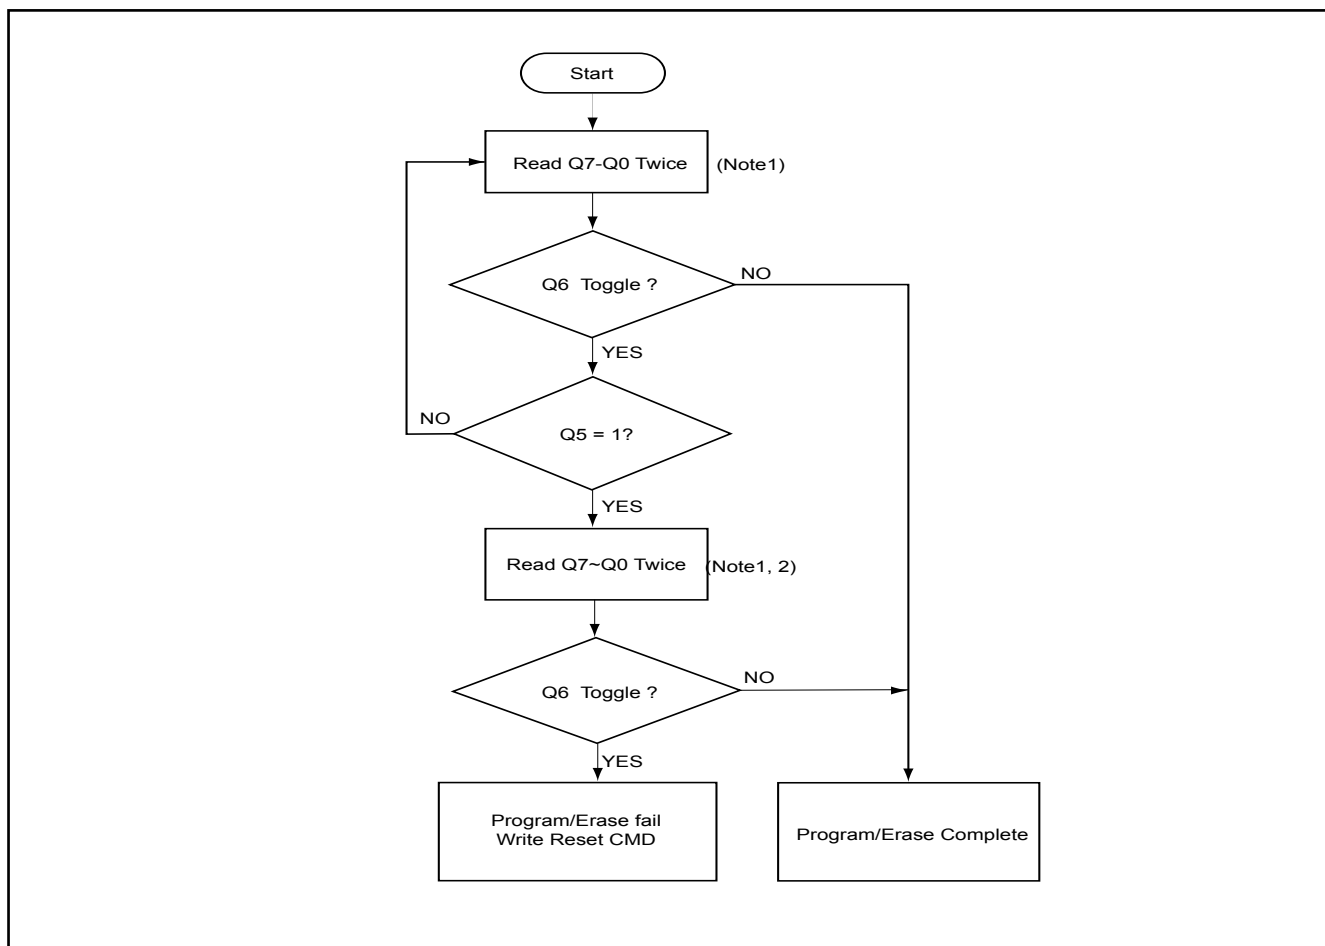 Start
Read Q7-Q0 Twice
(Note1)
Q6 Toggle ?
NO
YES
NO
Q5 = 1?
YES
Read Q7~Q0 Twice
(Note1, 2)
Q6 Toggle ?
NO
YES
Program/Erase fail
Write Reset CMD
Program/Erase Complete